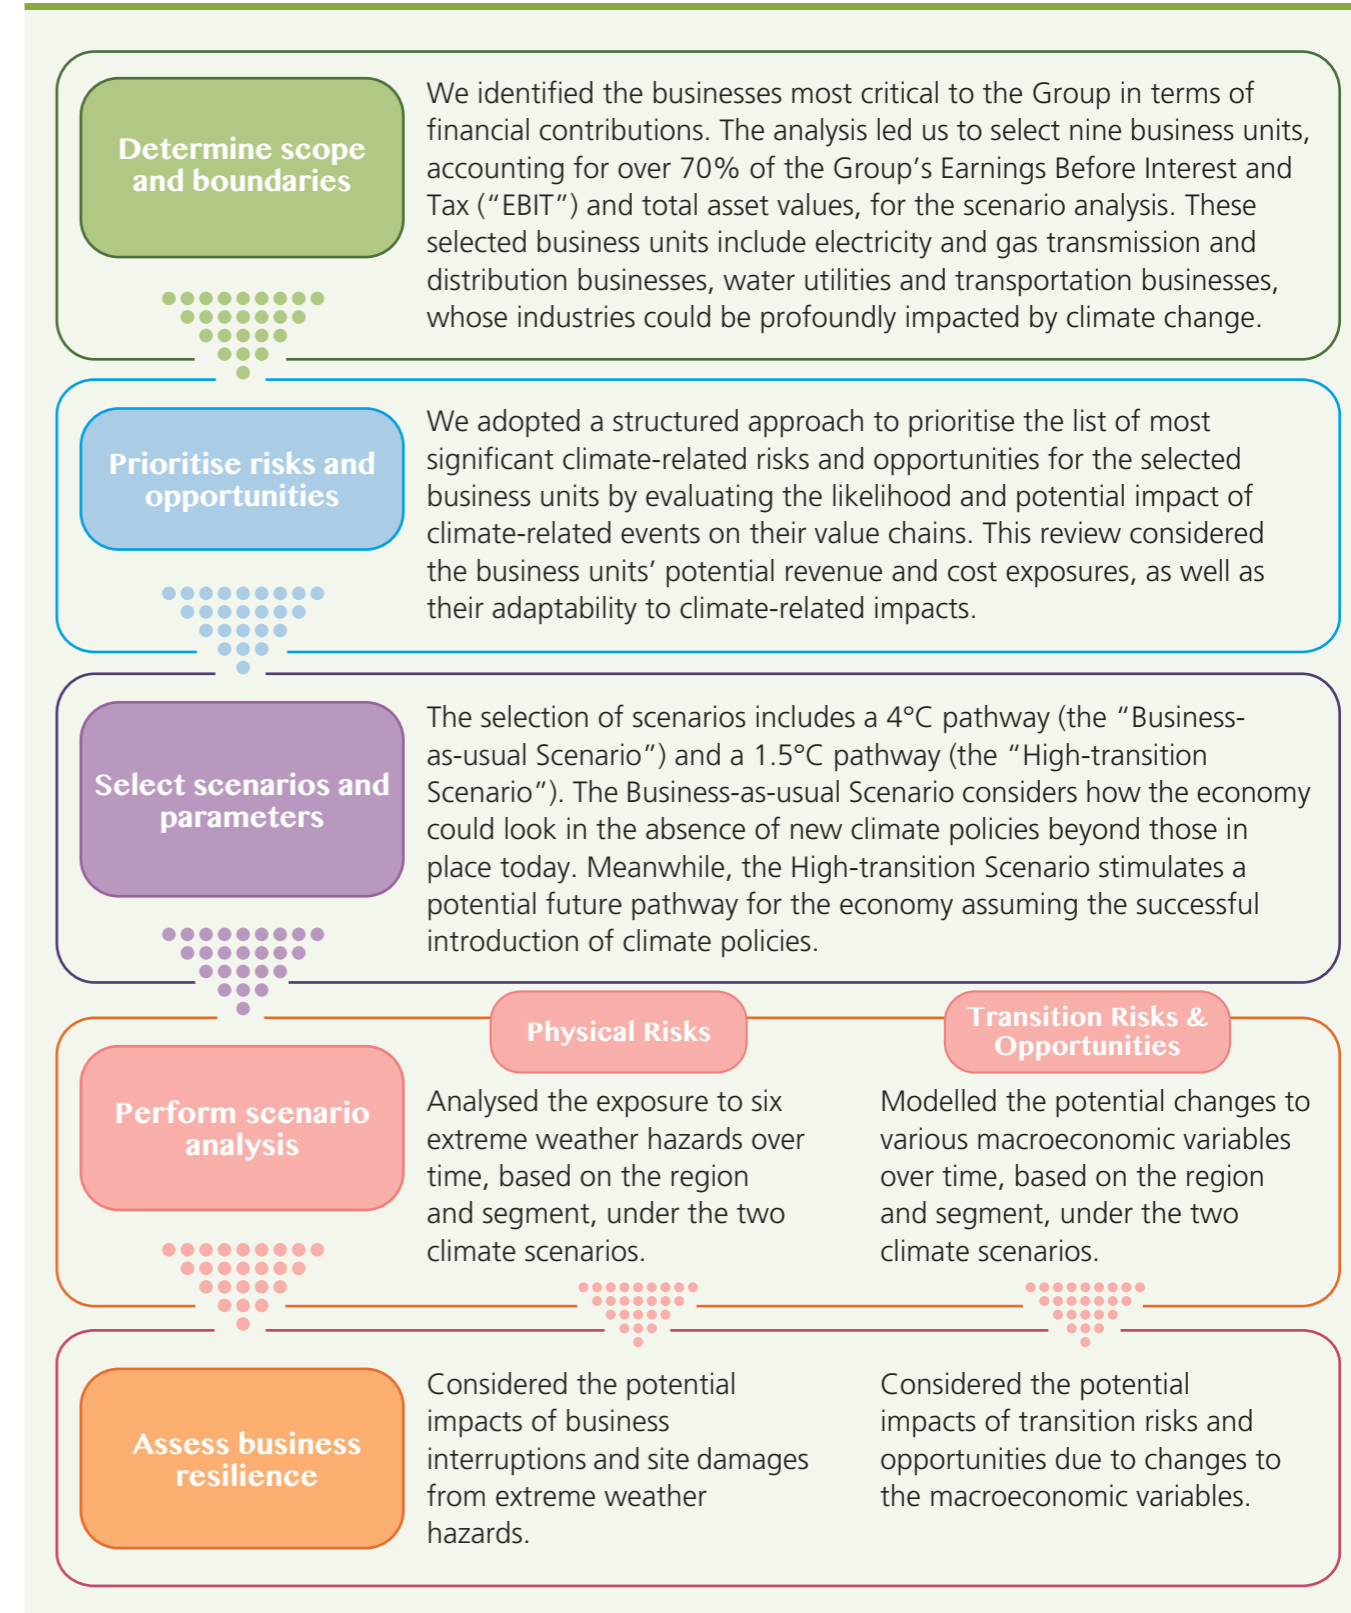 Determine scope
and boundaries
We identified the businesses most critical to the Group in terms of
financial contributions. The analysis led us to select nine business units,
accounting for over 70% of the Group’s Earnings Before Interest and
Tax (“EBIT”) and total asset values, for the scenario analysis. These
selected business units include electricity and gas transmission and
distribution businesses, water utilities and transportation businesses,
whose industries could be profoundly impacted by climate change.
Prioritise risks and
opportunities
We adopted a structured approach to prioritise the list of most
significant climate-related risks and opportunities for the selected
business units by evaluating the likelihood and potential impact of
climate-related events on their value chains. This review considered
the business units’ potential revenue and cost exposures, as well as
their adaptability to climate-related impacts.
Select scenarios and
parameters
The selection of scenarios includes a 4°C pathway (the “Business-
as-usual Scenario”) and a 1.5°C pathway (the “High-transition
Scenario”). The Business-as-usual Scenario considers how the economy
could look in the absence of new climate policies beyond those in
place today. Meanwhile, the High-transition Scenario stimulates a
potential future pathway for the economy assuming the successful
introduction of climate policies.
Perform scenario
analysis
Physical Risks
Analysed the exposure to six
extreme weather hazards over
time, based on the region
and segment, under the two
climate scenarios.
Transition Risks &
Opportunities
Modelled the potential changes to
various macroeconomic variables
over time, based on the region
and segment, under the two
climate scenarios.
Assess business
resilience
Considered the potential
impacts of business
interruptions and site damages
from extreme weather
hazards.
Considered the potential
impacts of transition risks and
opportunities due to changes to
the macroeconomic variables.